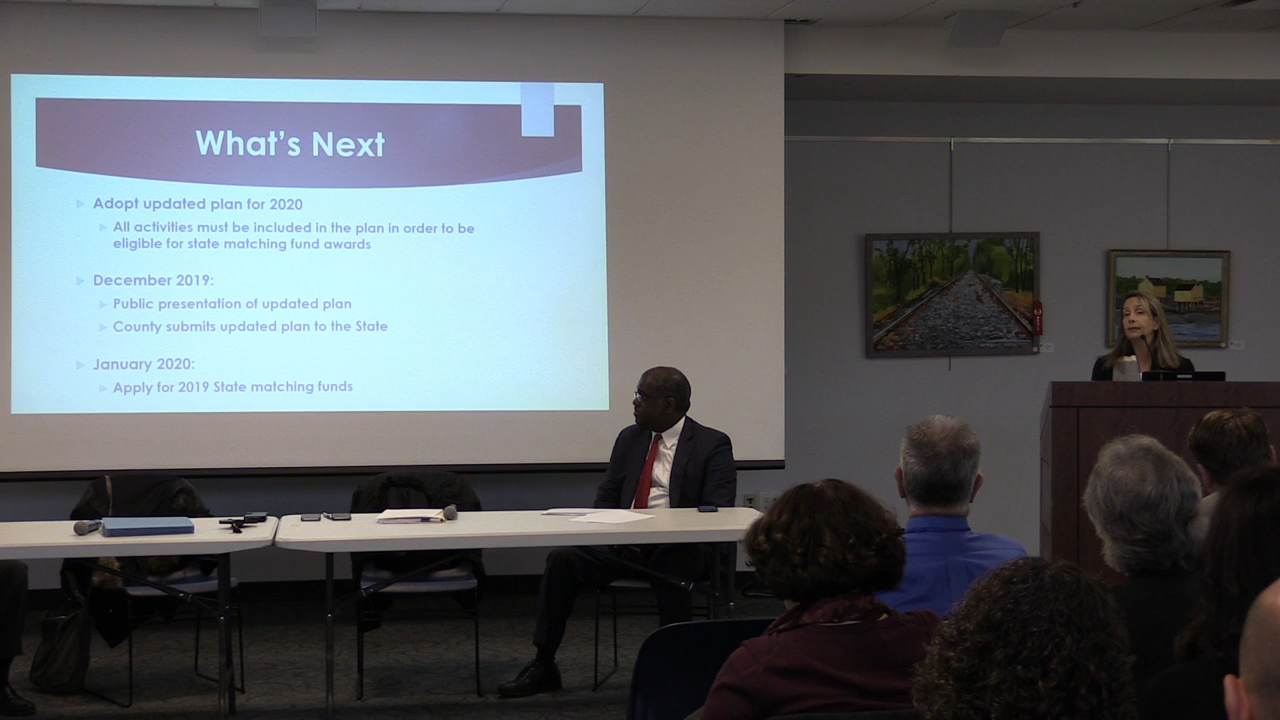 What's Next
Adopt updated plan for 2020
All activities must be included in the plan in order to be
eligible for state matching fund awards
December 2019:
Public presentation of updated plan
County submits updated plan to the State
January 2020:
Apply for 2019 State matching funds